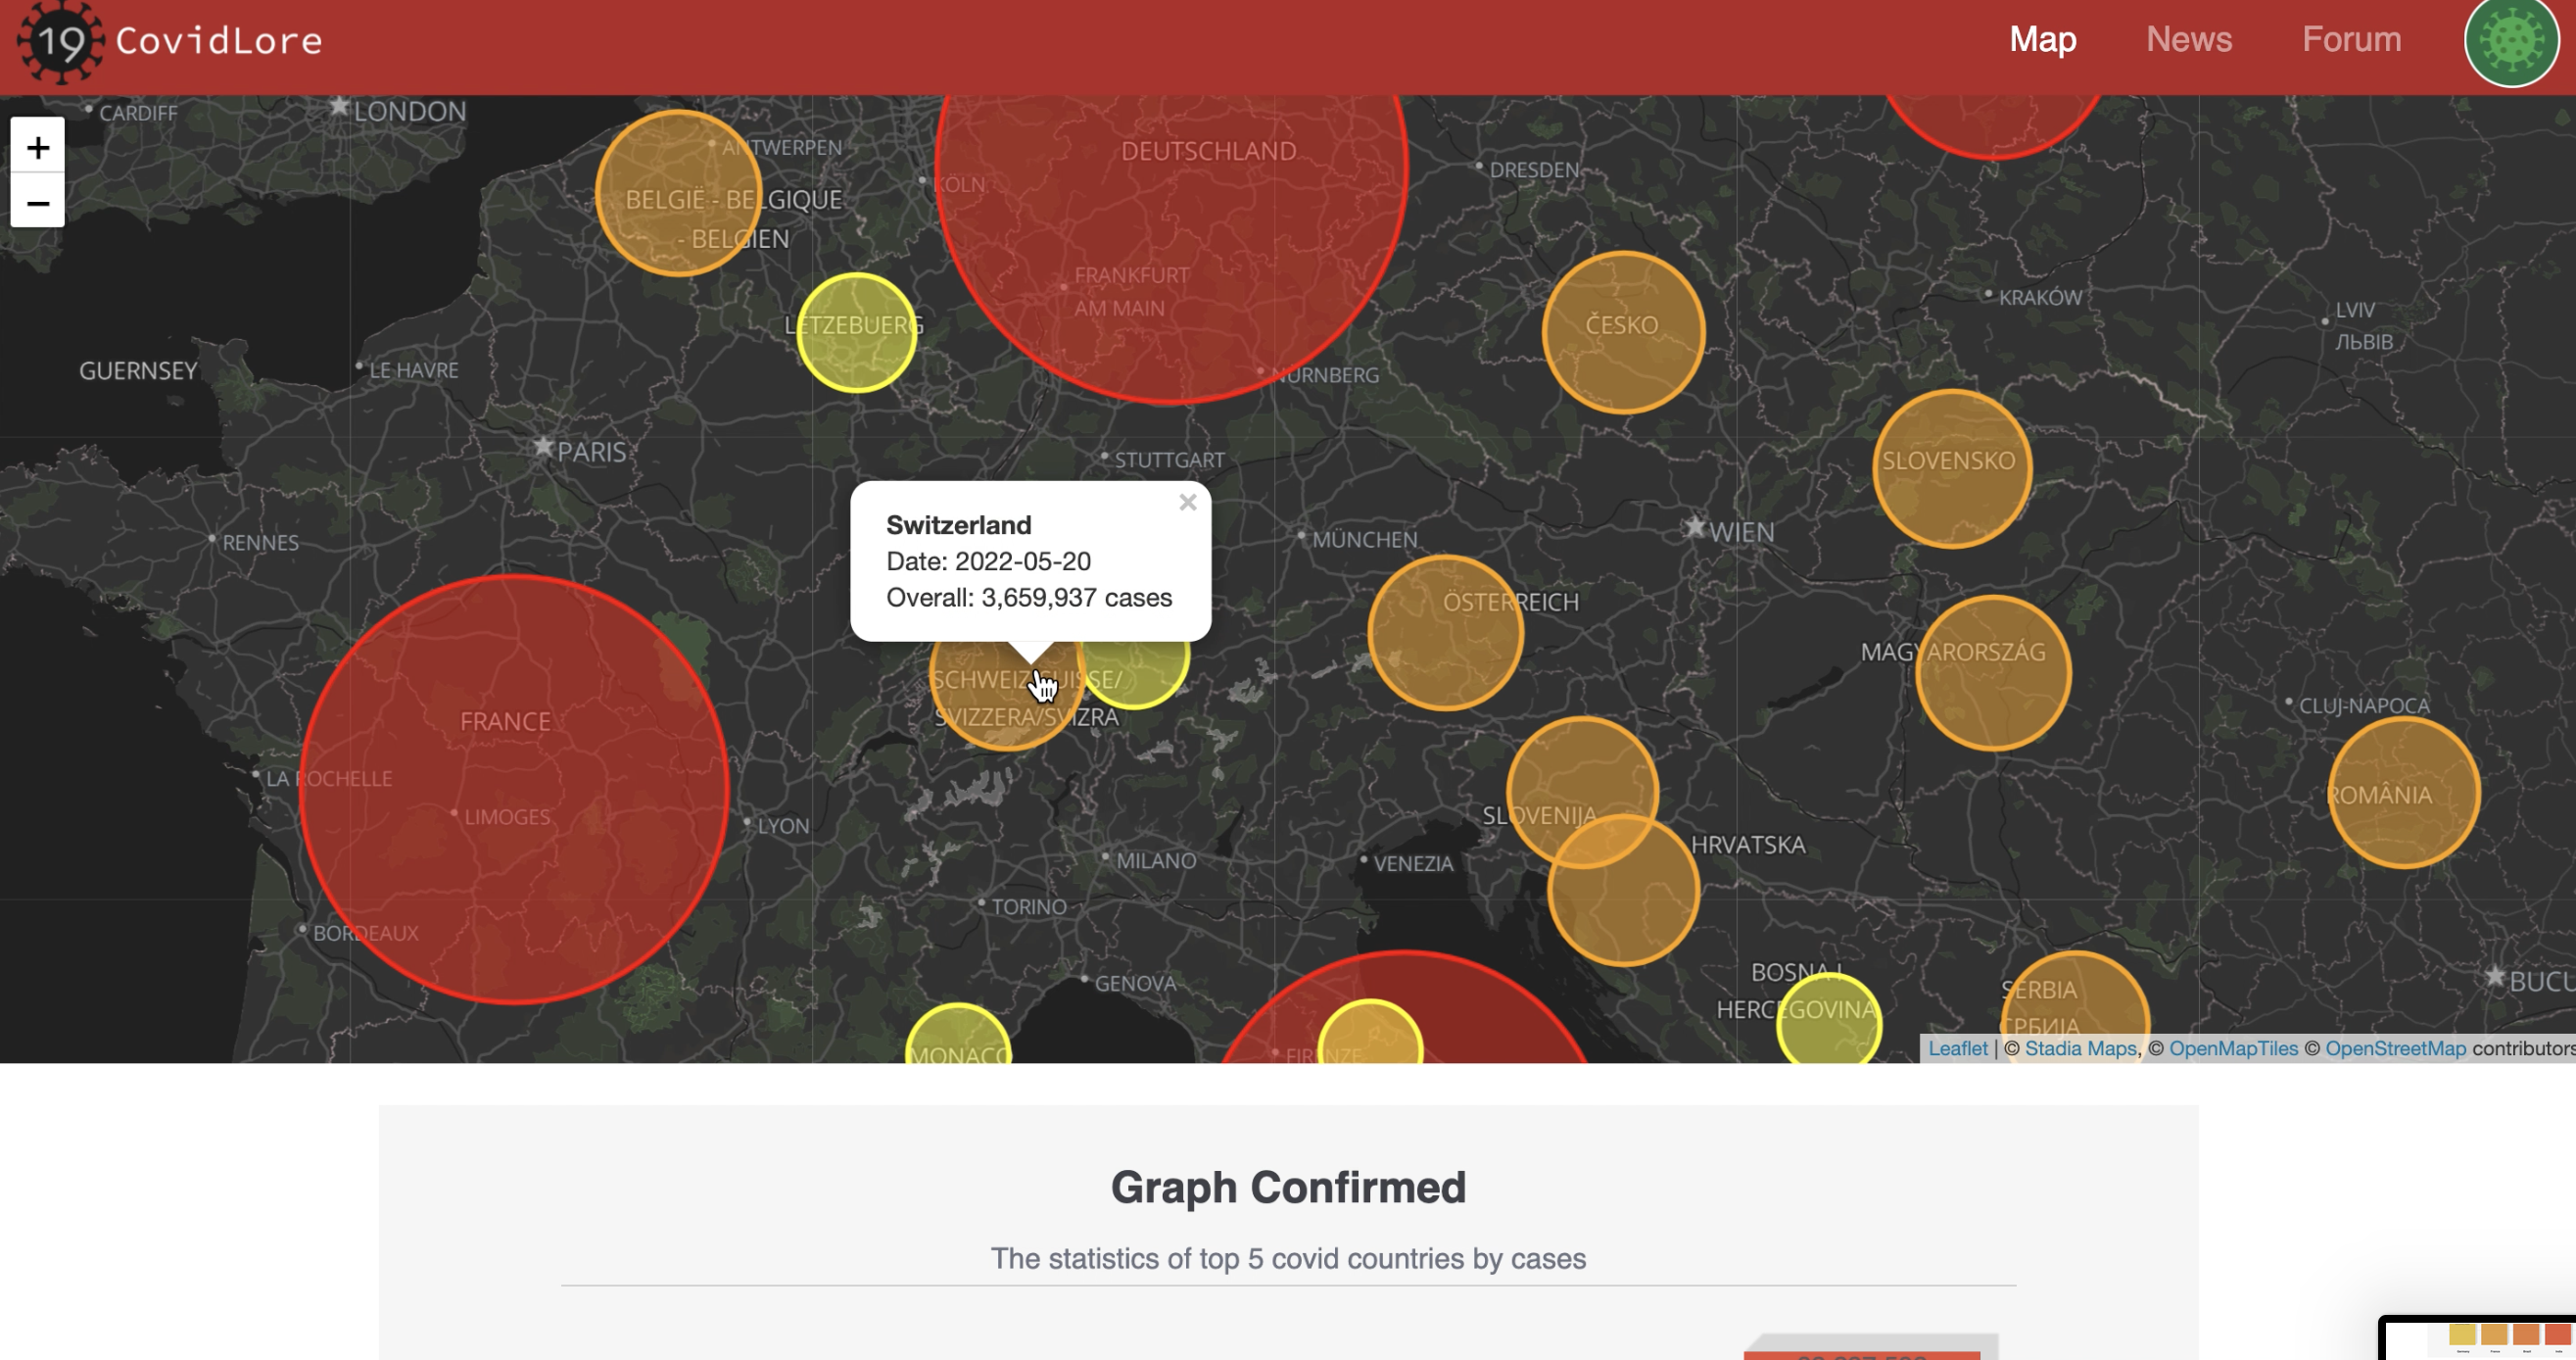 19 CovidLore
Map News Forum
CARDIFF
LONDON
+
−
ANTWERPEN
BELGIË - BELGIQUE
- BELGIEN
KÖLN
DEUTSCHLAND
DRESDEN
FRANKFURT
AM MAIN
LËTZEBUERG
ČESKO
KRAKÓW
LVIV
ЛЬВІВ
GUERNSEY
LE HAVRE
NÜRNBERG
PARIS
STUTTGART
SLOVENSKO
Switzerland
Date: 2022-05-20
Overall: 3,659,937 cases
×
RENNES
MÜNCHEN
WIEN
ÖSTERREICH
MAGYARORSZÁG
SCHWEIZ/SUISSE/
SVIZZERA/SVIZRA
CLUJ-NAPOCA
FRANCE
LA ROCHELLE
LIMOGES
LYON
MILANO
VENEZIA
SLOVENIJA
HRVATSKA
ROMÂNIA
TORINO
BORDEAUX
GENOVA
BOSNA I
HERCEGOVINA
SERBIA
СРБИЈА
BUCU
MONACO
FIRENZE
Leaflet | © Stadia Maps, © OpenMapTiles © OpenStreetMap contributors
Graph Confirmed
The statistics of top 5 covid countries by cases